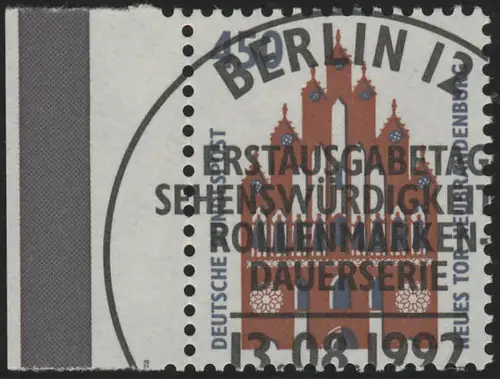 450
DEUTSCHE BUNDESPOST
NEUES TOR NEUBRANDENBURG
BERLIN 12
ERSTAUSGABETAG
SEHENSWÜRDIGKEIT
ROLLENMARKEN-
DAUERSERIE
13.08.1992